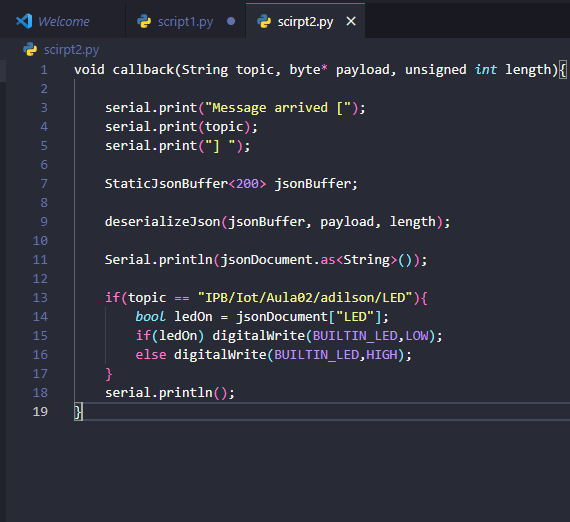 Welcome script1.py scirpt2.py
scirpt2.py
1 void callback(String topic, byte* payload, unsigned int length){
2
3 serial.print("Message arrived [");
4 serial.print(topic);
5 serial.print("] ");
6
7 StaticJsonBuffer<200> jsonBuffer;
8
9 deserializeJson(jsonBuffer, payload, length);
10
11 Serial.println(jsonDocument.as<String>());
12
13 if(topic == "IPB/Iot/Aula02/adilson/LED"){
14 bool ledOn = jsonDocument["LED"];
15 if(ledOn) digitalWrite(BUILTIN_LED,LOW);
16 else digitalWrite(BUILTIN_LED,HIGH);
17 }
18 serial.println();
19 }